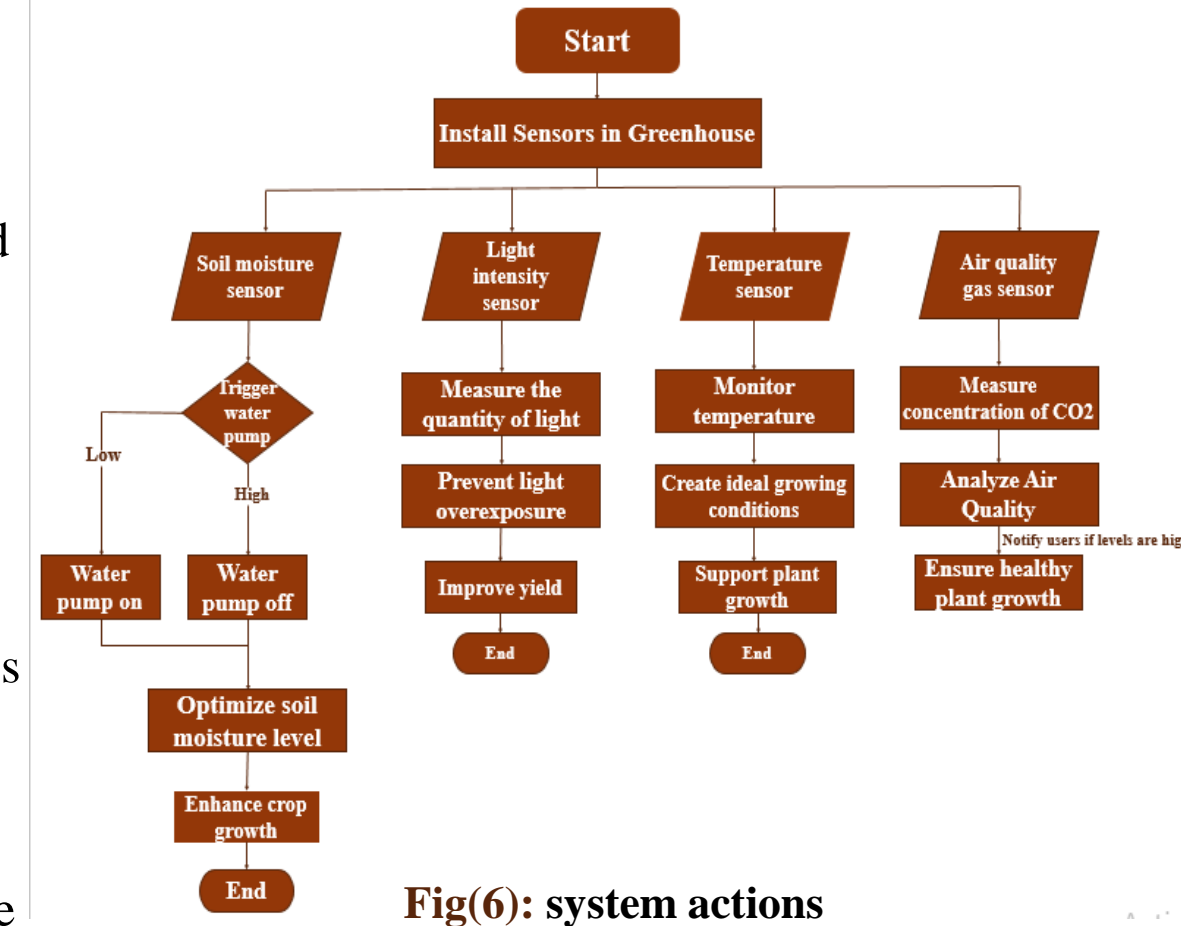 Start
Install Sensors in Greenhouse
Soil moisture
sensor
Trigger
water
pump
Low
High
Water
pump on
Water
pump off
Optimize soil
moisture level
Enhance crop
growth
End
Light
intensity
sensor
Measure the
quantity of light
Prevent light
overexposure
Improve yield
End
Temperature
sensor
Monitor
temperature
Create ideal growing
conditions
Support plant
growth
End
Air quality
gas sensor
Measure
concentration of CO2
Analyze Air
Quality
Notify users if levels are hig
Ensure healthy
plant growth
Fig(6): system actions
s
e